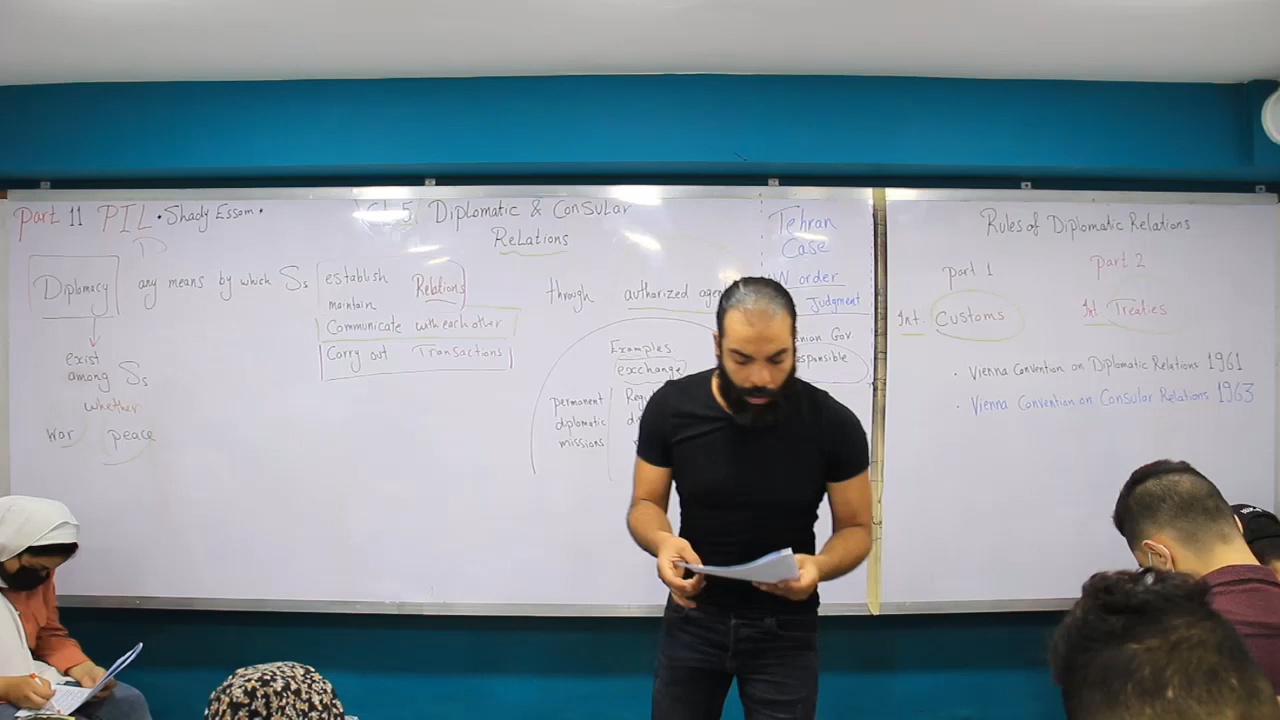 Part 11 PIL • Shady Essam •
Ch 5 Diplomatic & Consular
Relations
Diplomacy any means by which Ss
establish
maintain
Relations
Communicate with each other
Carry out Transactions
through authorized
exist
among Ss
whether
war peace
Examples
exchange
permanent
diplomatic
missions
Tehran
Case
order
Judgment
Gov.
Rules of Diplomatic Relations
part 1
Int. Customs
part 2
Int. Treaties
• Vienna Convention on Diplomatic Relations 1961
• Vienna Convention on Consular Relations 1963